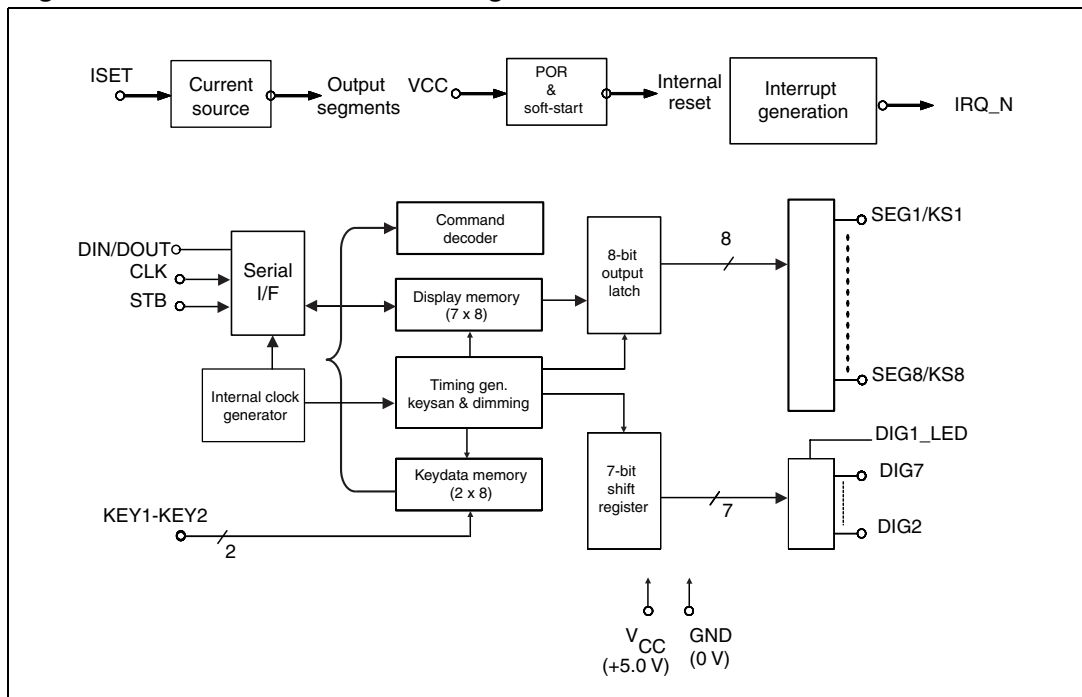 ISET
Current
source
Output
segments
VCC
POR
&
soft-start
Internal
reset
Interrupt
generation
IRQ_N
DIN/DOUT
CLK
STB
Serial
I/F
Command
decoder
Display memory
(7 x 8)
8-bit
output
latch
8
SEG1/KS1
SEG8/KS8
Internal clock
generator
Timing gen.
keysan & dimming
Keydata memory
(2 x 8)
KEY1-KEY2
2
7-bit
shift
register
7
DIG1_LED
DIG7
DIG2
VCC
(+5.0 V)
GND
(0 V)